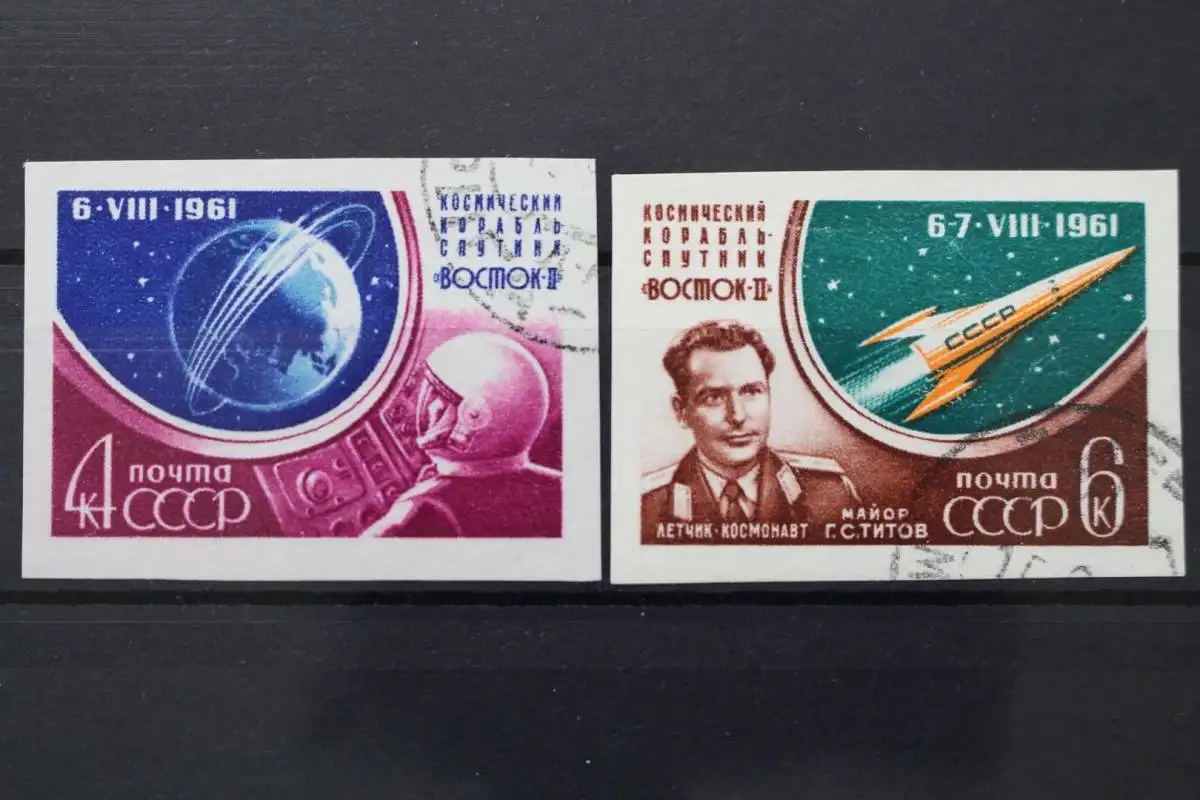 6·VIII·1961
КОСМИЧЕСКИЙ
КОРАБЛЬ
СПУТНИК
«ВОСТОК-II»
4к
ПОЧТА
СССР
КОСМИЧЕСКИЙ
КОРАБЛЬ-
СПУТНИК
«ВОСТОК-II»
6-7·VIII·1961
СССР
ЛЕТЧИК·КОСМОНАВТ
МАЙОР
Г.С.ТИТОВ
ПОЧТА
СССР
6к